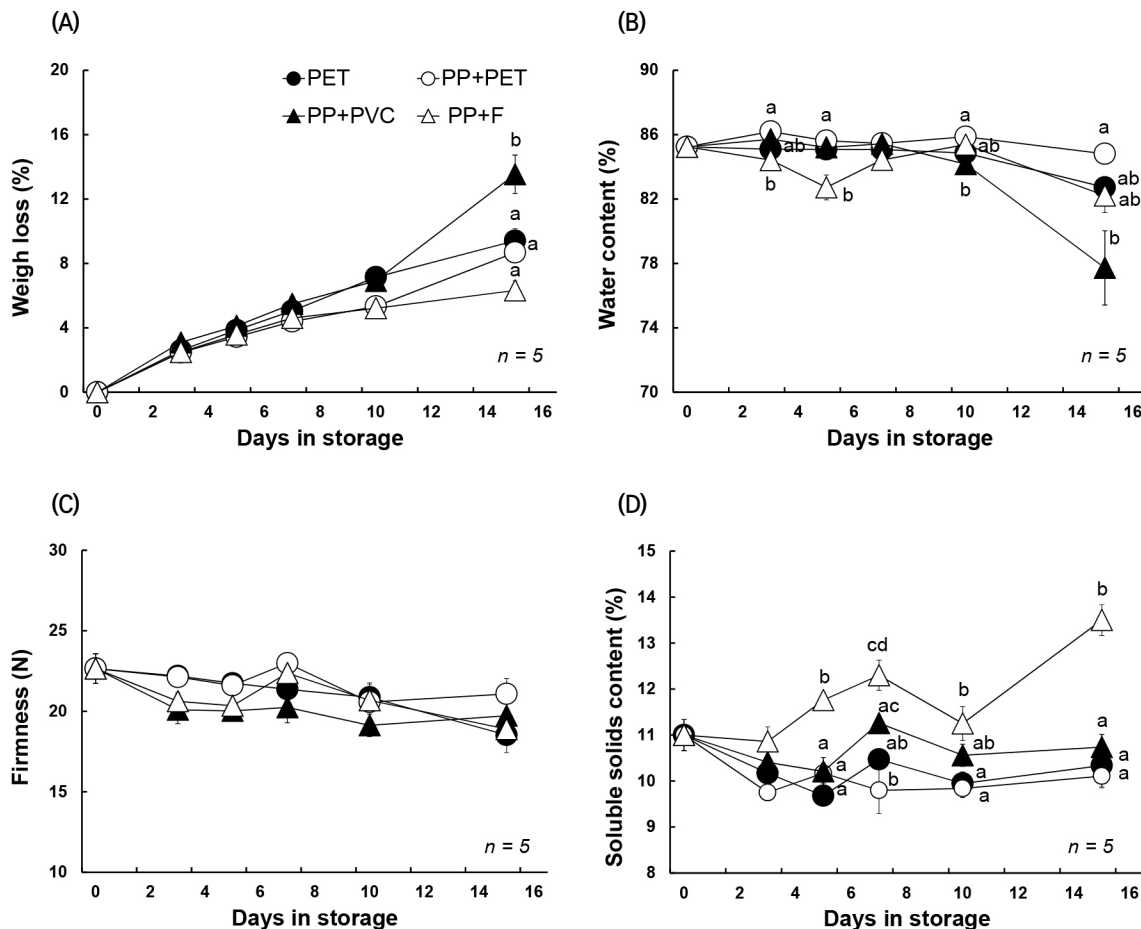 (A)
20
16
12
8
4
0
Weigh loss (%)
PET PP+PET
PP+PVC PP+F
b
a
a
a
n = 5
0 2 4 6 8 10 12 14 16
Days in storage
(B)
90
86
82
78
74
70
Water content (%)
a a a a
ab ab
b b b
ab
ab
b
n = 5
0 2 4 6 8 10 12 14 16
Days in storage
(C)
30
25
20
15
10
Firmness (N)
n = 5
0 2 4 6 8 10 12 14 16
Days in storage
(D)
15
14
13
12
11
10
9
8
Soluble solids content (%)
b
cd
b b
ac
a ab ab a
a a a
a b a a
n = 5
0 2 4 6 8 10 12 14 16
Days in storage